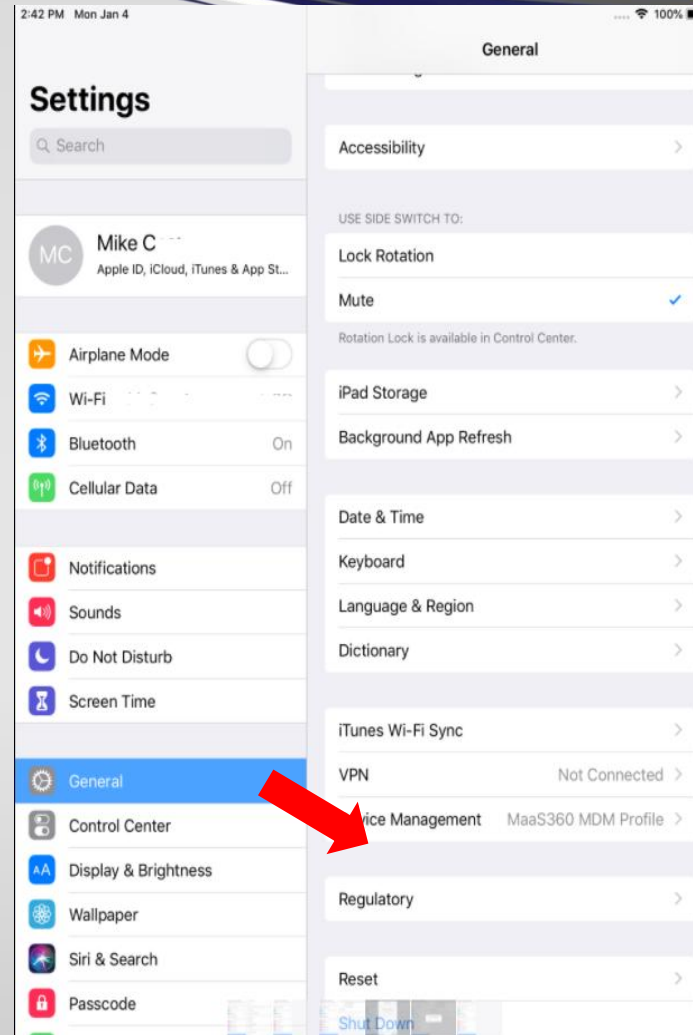 2:42 PM Mon Jan 4
100%
Settings
Search
MC
Mike C
Apple ID, iCloud, iTunes & App St...
Airplane Mode
Wi-Fi
Bluetooth On
Cellular Data Off
Notifications
Sounds
Do Not Disturb
Screen Time
General
Control Center
AA
Display & Brightness
Wallpaper
Siri & Search
Passcode
General
Accessibility
USE SIDE SWITCH TO:
Lock Rotation
Mute
Rotation Lock is available in Control Center.
iPad Storage
Background App Refresh
Date & Time
Keyboard
Language & Region
Dictionary
iTunes Wi-Fi Sync
VPN Not Connected
vice Management MaaS360 MDM Profile
Regulatory
Reset
Shut Down